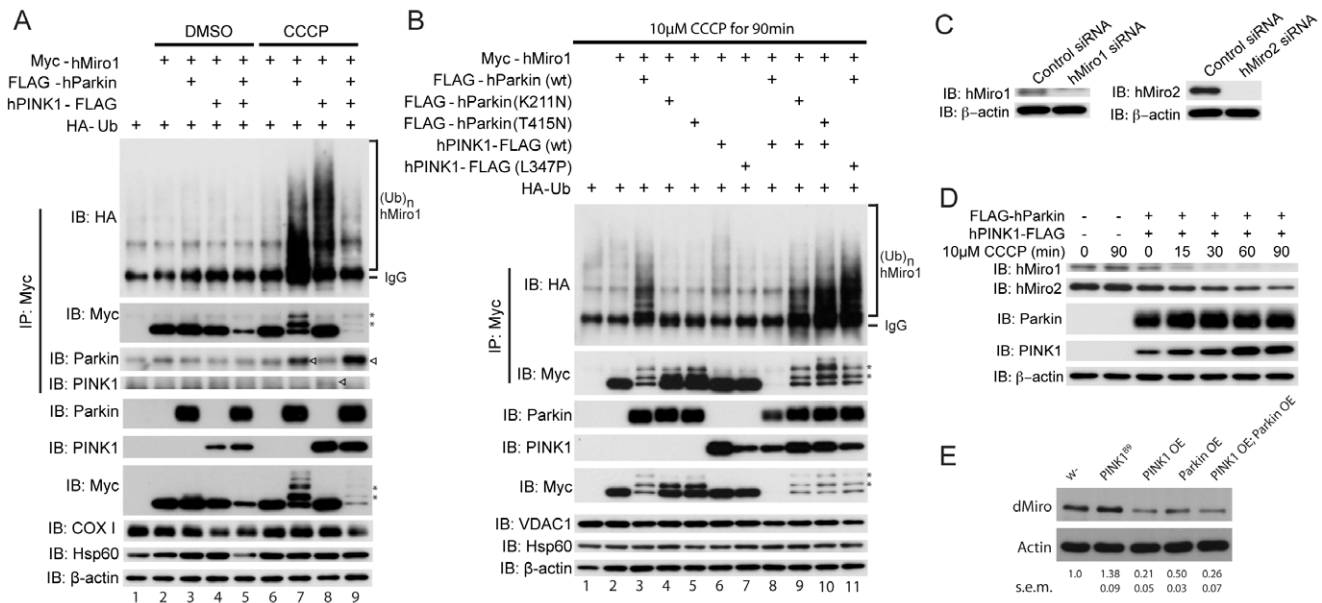 A
DMSO CCCP
Myc-hMiro1 + + + + + + + +
FLAG-hParkin + + + +
hPINK1-FLAG + + + +
HA-Ub + + + + + + + + +
IP: Myc
IB: HA
(Ub)n
hMiro1
IgG
IB: Myc
*
*
IB: Parkin
IB: PINK1
IB: Parkin
IB: PINK1
IB: Myc
*
*
IB: COX I
IB: Hsp60
IB: β-actin
1 2 3 4 5 6 7 8 9
B
10μM CCCP for 90min
Myc-hMiro1 + + + + + + + + + +
FLAG-hParkin (wt) + + +
FLAG-hParkin(K211N) + +
FLAG-hParkin(T415N) + +
hPINK1-FLAG (wt) + + + +
hPINK1-FLAG (L347P) + +
HA-Ub + + + + + + + + + + +
IP: Myc
IB: HA
(Ub)n
hMiro1
IgG
IB: Myc
*
*
IB: Parkin
IB: PINK1
IB: Myc
*
*
IB: VDAC1
IB: Hsp60
IB: β-actin
1 2 3 4 5 6 7 8 9 10 11
C
Control siRNA
hMiro1 siRNA
IB: hMiro1
IB: β-actin
Control siRNA
hMiro2 siRNA
IB: hMiro2
IB: β-actin
D
FLAG-hParkin - - + + + + +
hPINK1-FLAG - - + + + + +
10μM CCCP (min) 0 90 0 15 30 60 90
IB: hMiro1
IB: hMiro2
IB: Parkin
IB: PINK1
IB: β-actin
E
w-
PINK1B9
PINK1 OE
Parkin OE
PINK1 OE; Parkin OE
dMiro
Actin
1.0 1.38 0.21 0.50 0.26
s.e.m. 0.09 0.05 0.03 0.07